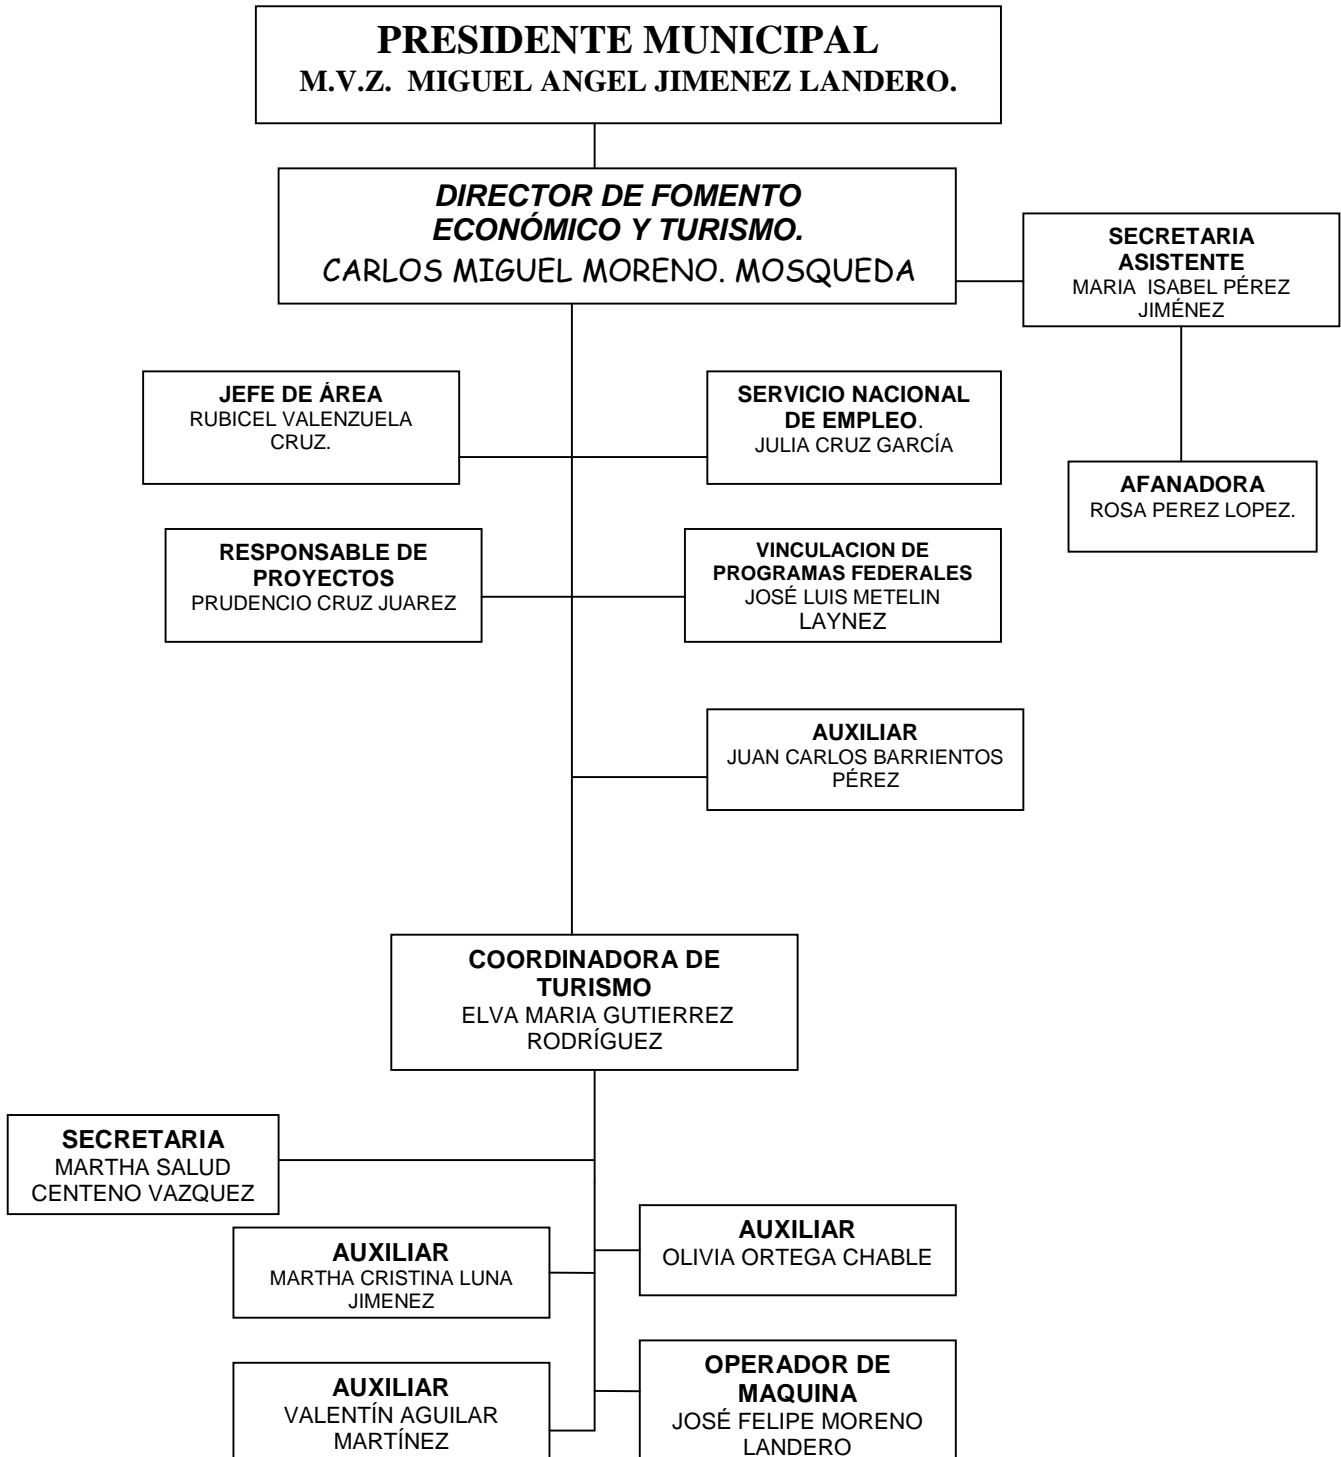 PRESIDENTE MUNICIPAL
M.V.Z. MIGUEL ANGEL JIMENEZ LANDERO.
DIRECTOR DE FOMENTO
ECONÓMICO Y TURISMO.
CARLOS MIGUEL MORENO. MOSQUEDA
SECRETARIA
ASISTENTE
MARIA ISABEL PÉREZ
JIMÉNEZ
JEFE DE ÁREA
RUBICEL VALENZUELA
CRUZ.
SERVICIO NACIONAL
DE EMPLEO.
JULIA CRUZ GARCÍA
AFANADORA
ROSA PEREZ LOPEZ.
RESPONSABLE DE
PROYECTOS
PRUDENCIO CRUZ JUAREZ
VINCULACION DE
PROGRAMAS FEDERALES
JOSÉ LUIS METELIN
LAYNEZ
AUXILIAR
JUAN CARLOS BARRIENTOS
PÉREZ
COORDINADORA DE
TURISMO
ELVA MARIA GUTIERREZ
RODRÍGUEZ
SECRETARIA
MARTHA SALUD
CENTENO VAZQUEZ
AUXILIAR
OLIVIA ORTEGA CHABLE
AUXILIAR
MARTHA CRISTINA LUNA
JIMENEZ
OPERADOR DE
MAQUINA
JOSÉ FELIPE MORENO
LANDERO
AUXILIAR
VALENTÍN AGUILAR
MARTÍNEZ